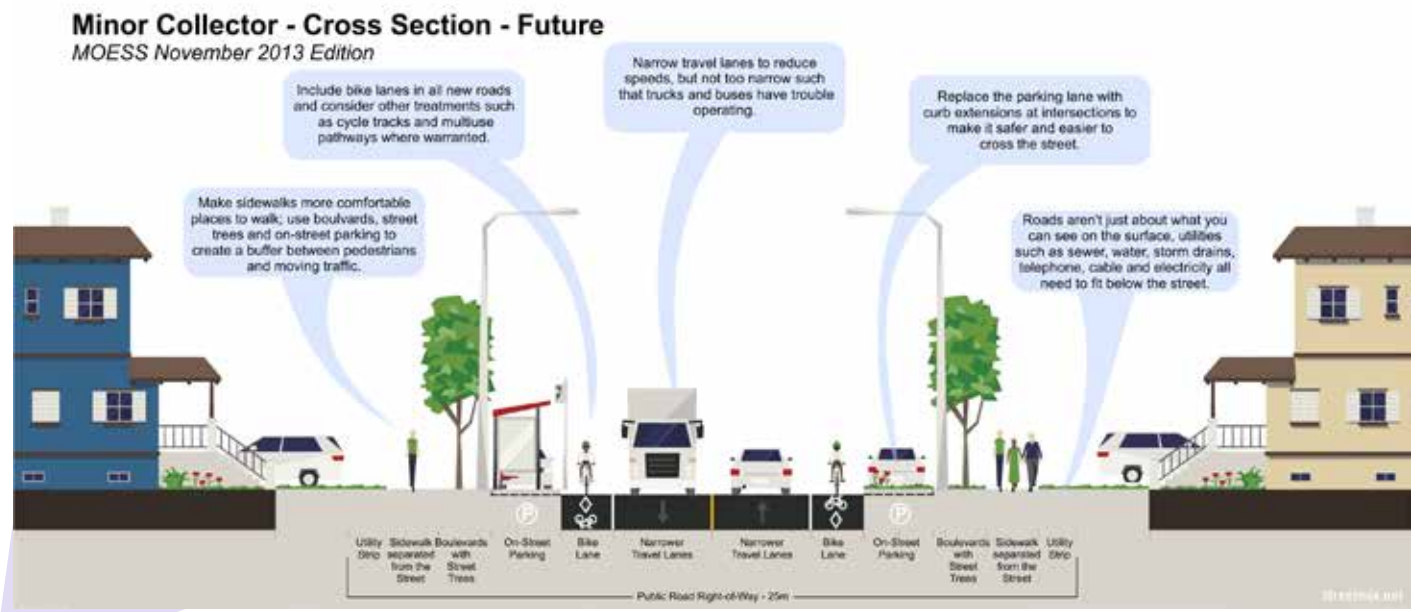 Minor Collector - Cross Section - Future
MOESS November 2013 Edition
Include bike lanes in all new roads
and consider other treatments such
as cycle tracks and multiuse
pathways where warranted.
Narrow travel lanes to reduce
speeds, but not too narrow such
that trucks and buses have trouble
operating.
Replace the parking lane with
curb extensions at intersections to
make it safer and easier to
cross the street.
Make sidewalks more comfortable
places to walk; use boulvards, street
trees and on-street parking to
create a buffer between pedestrians
and moving traffic.
Roads aren't just about what you
can see on the surface, utilities
such as sewer, water, storm drains,
telephone, cable and electricity all
need to fit below the street.
P
P
Utility
Strip
Sidewalk
separated
from the
Street
Boulevards
with
Street
Trees
On-Street
Parking
Bike
Lane
Narrower
Travel Lanes
Narrower
Travel Lanes
Bike
Lane
On-Street
Parking
Boulevards
with
Street
Trees
Sidewalk
separated
from the
Street
Utility
Strip
Public Road Right-of-Way - 25m